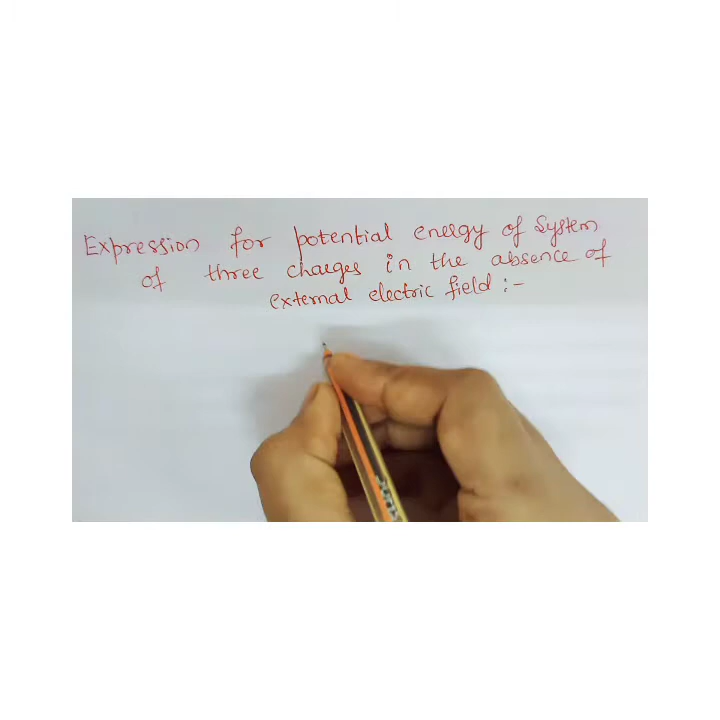 Expression for potential energy of System
of three charges in the absence of
external electric field :-